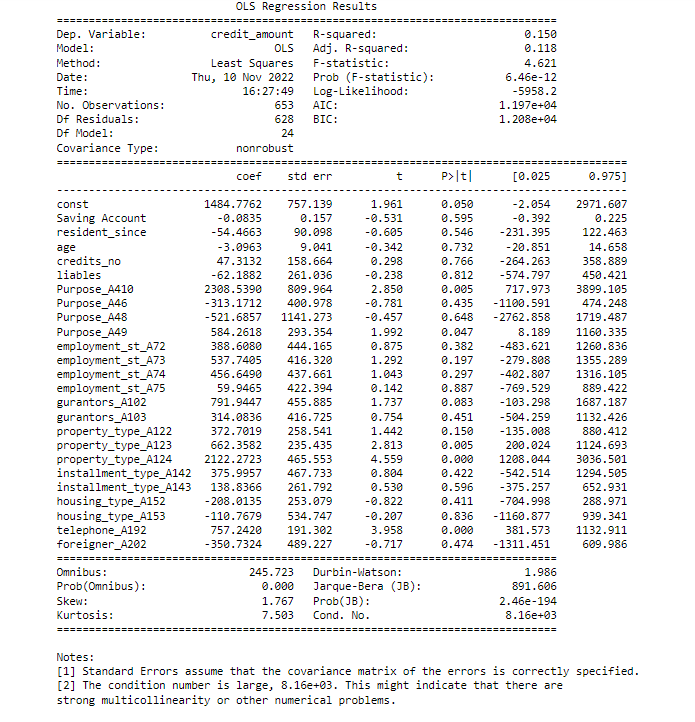 OLS Regression Results
==============================================================================
Dep. Variable: credit_amount R-squared: 0.150
Model: OLS Adj. R-squared: 0.118
Method: Least Squares F-statistic: 4.621
Date: Thu, 10 Nov 2022 Prob (F-statistic): 6.46e-12
Time: 16:27:49 Log-Likelihood: -5958.2
No. Observations: 653 AIC: 1.197e+04
Df Residuals: 628 BIC: 1.208e+04
Df Model: 24
Covariance Type: nonrobust
==============================================================================
coef std err t P>|t| [0.025 0.975]
------------------------------------------------------------------------------
const 1484.7762 757.139 1.961 0.050 -2.054 2971.607
Saving Account -0.0835 0.157 -0.531 0.595 -0.392 0.225
resident_since -54.4663 90.098 -0.605 0.546 -231.395 122.463
age -3.0963 9.041 -0.342 0.732 -20.851 14.658
credits_no 47.3132 158.664 0.298 0.766 -264.263 358.889
liables -62.1882 261.036 -0.238 0.812 -574.797 450.421
Purpose_A410 2308.5390 809.964 2.850 0.005 717.973 3899.105
Purpose_A46 -313.1712 400.978 -0.781 0.435 -1100.591 474.248
Purpose_A48 -521.6857 1141.273 -0.457 0.648 -2762.858 1719.487
Purpose_A49 584.2618 293.354 1.992 0.047 8.189 1160.335
employment_st_A72 388.6080 444.165 0.875 0.382 -483.621 1260.836
employment_st_A73 537.7405 416.320 1.292 0.197 -279.808 1355.289
employment_st_A74 456.6490 437.661 1.043 0.297 -402.807 1316.105
employment_st_A75 59.9465 422.394 0.142 0.887 -769.529 889.422
gurantors_A102 791.9447 455.885 1.737 0.083 -103.298 1687.187
gurantors_A103 314.0836 416.725 0.754 0.451 -504.259 1132.426
property_type_A122 372.7019 258.541 1.442 0.150 -135.008 880.412
property_type_A123 662.3582 235.435 2.813 0.005 200.024 1124.693
property_type_A124 2122.2723 465.553 4.559 0.000 1208.044 3036.501
installment_type_A142 375.9957 467.733 0.804 0.422 -542.514 1294.505
installment_type_A143 138.8366 261.792 0.530 0.596 -375.257 652.931
housing_type_A152 -208.0135 253.079 -0.822 0.411 -704.998 288.971
housing_type_A153 -110.7679 534.747 -0.207 0.836 -1160.877 939.341
telephone_A192 757.2420 191.302 3.958 0.000 381.573 1132.911
foreigner_A202 -350.7324 489.227 -0.717 0.474 -1311.451 609.986
==============================================================================
Omnibus: 245.723 Durbin-Watson: 1.986
Prob(Omnibus): 0.000 Jarque-Bera (JB): 891.606
Skew: 1.767 Prob(JB): 2.46e-194
Kurtosis: 7.503 Cond. No. 8.16e+03
==============================================================================
Notes:
[1] Standard Errors assume that the covariance matrix of the errors is correctly specified.
[2] The condition number is large, 8.16e+03. This might indicate that there are
strong multicollinearity or other numerical problems.